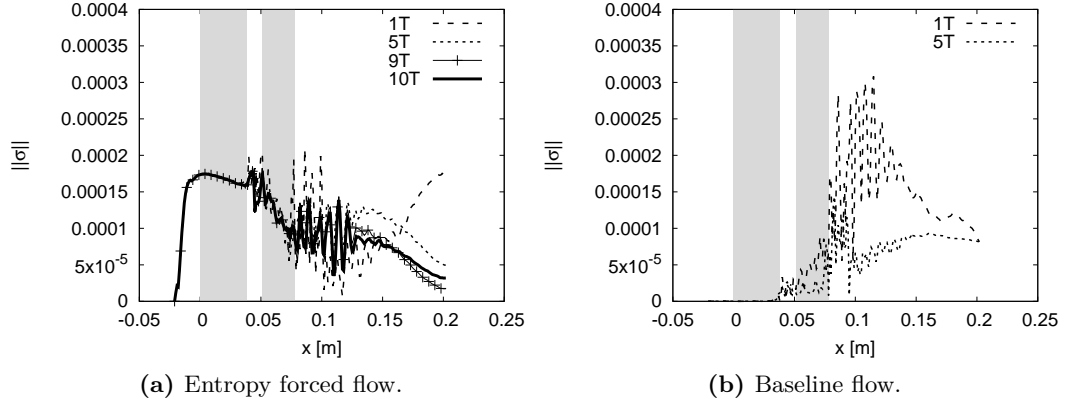 0.0004
0.00035
0.0003
0.00025
0.0002
0.00015
0.0001
5x10-5
0
||σ||
-0.05
0
0.05
0.1
0.15
0.2
0.25
x [m]
1T
5T
9T
10T
(a) Entropy forced flow.
0.0004
0.00035
0.0003
0.00025
0.0002
0.00015
0.0001
5x10-5
0
||σ||
-0.05
0
0.05
0.1
0.15
0.2
0.25
x [m]
1T
5T
(b) Baseline flow.